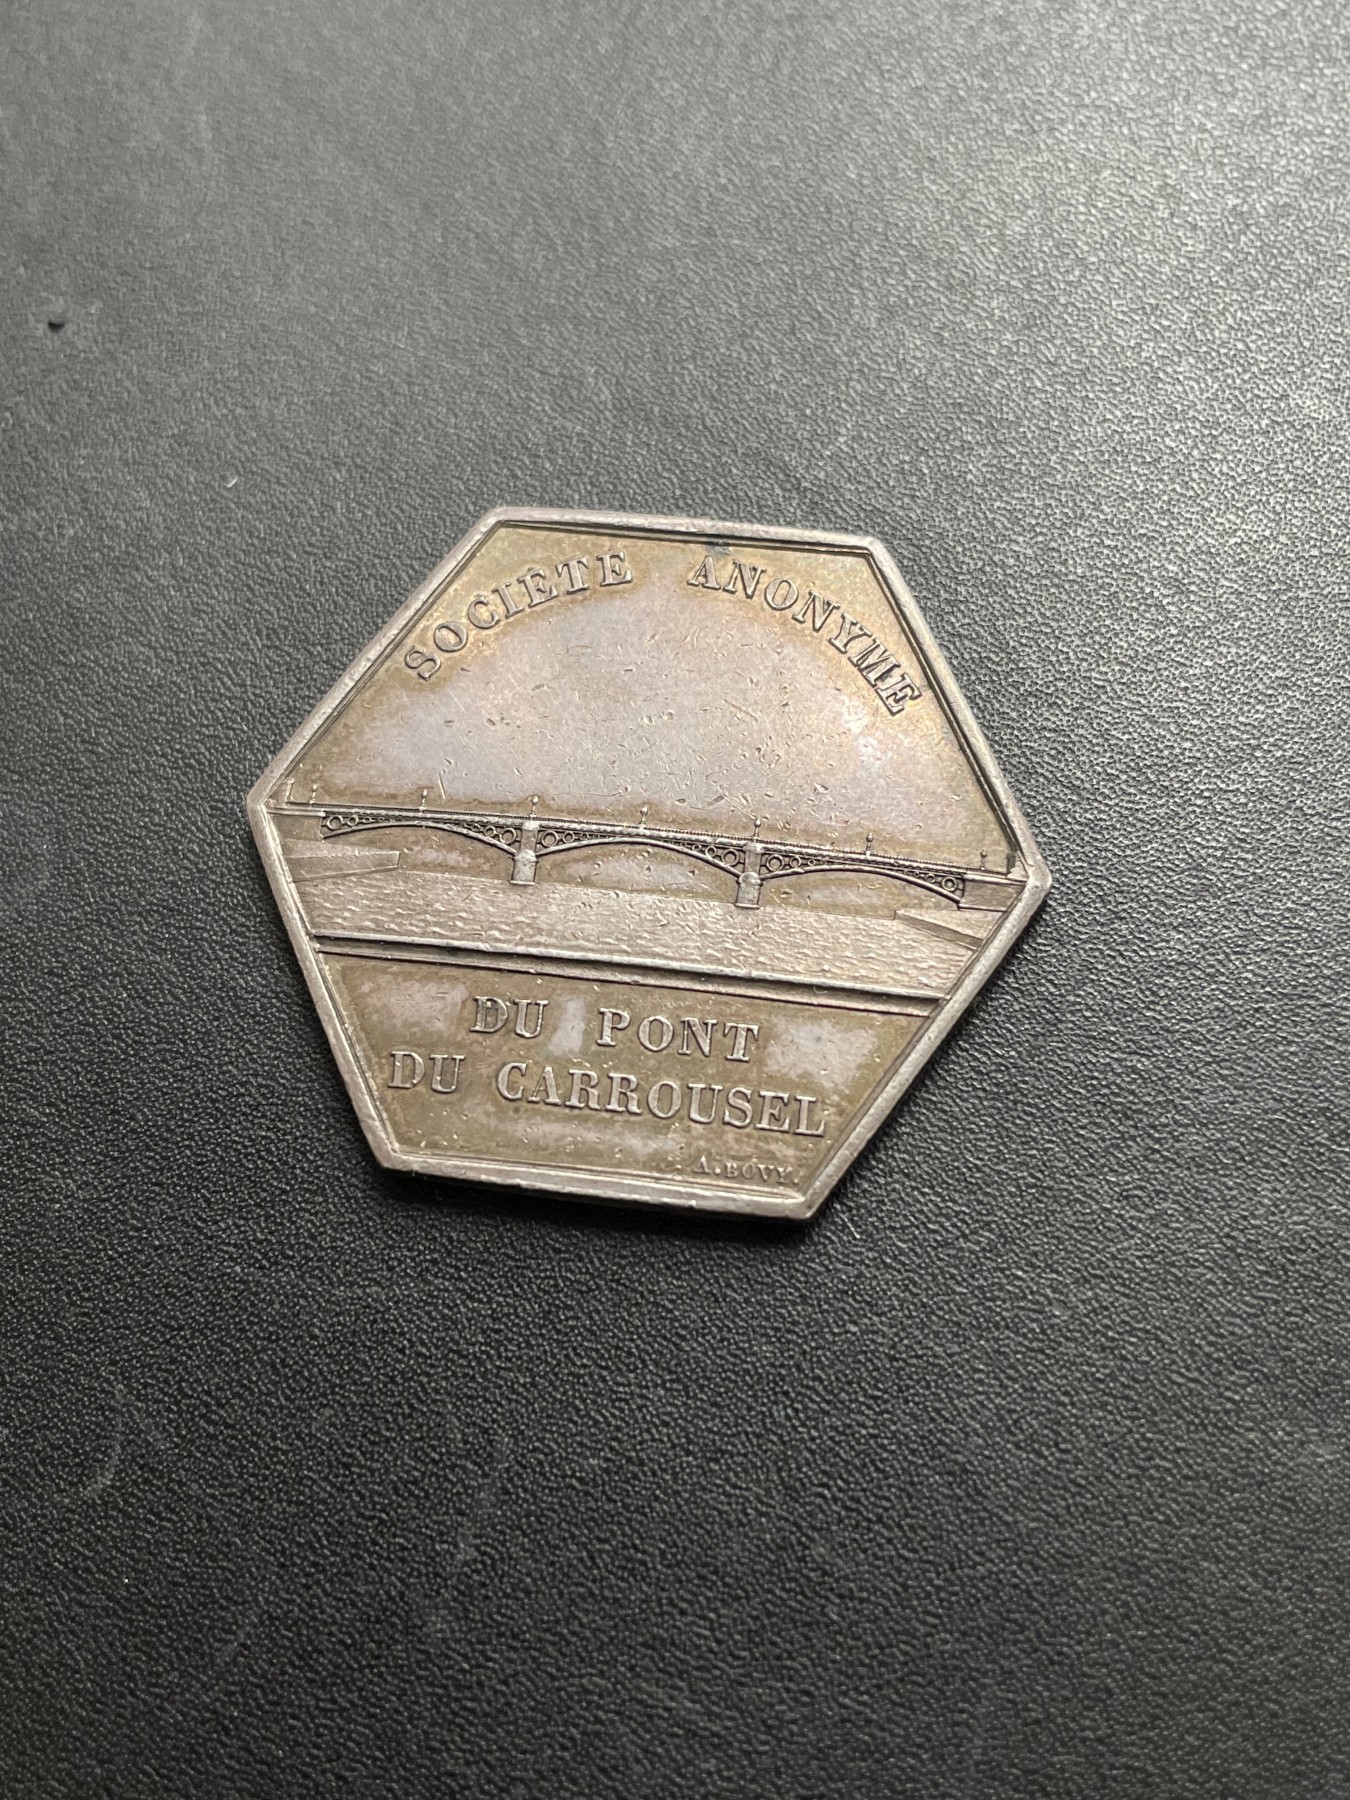 SOCIÉTÉ ANONYME
DU PONT
DU CARROUSEL
A. BOVY.